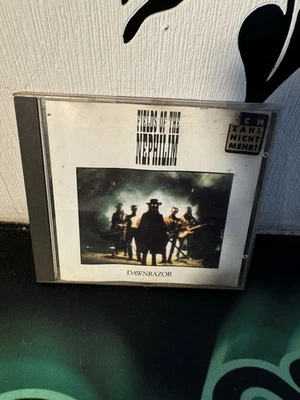 FIELDS OF THE
NEPHILIM
ICH
ZAHL
NICHT
MEHR!
DAWNRAZOR